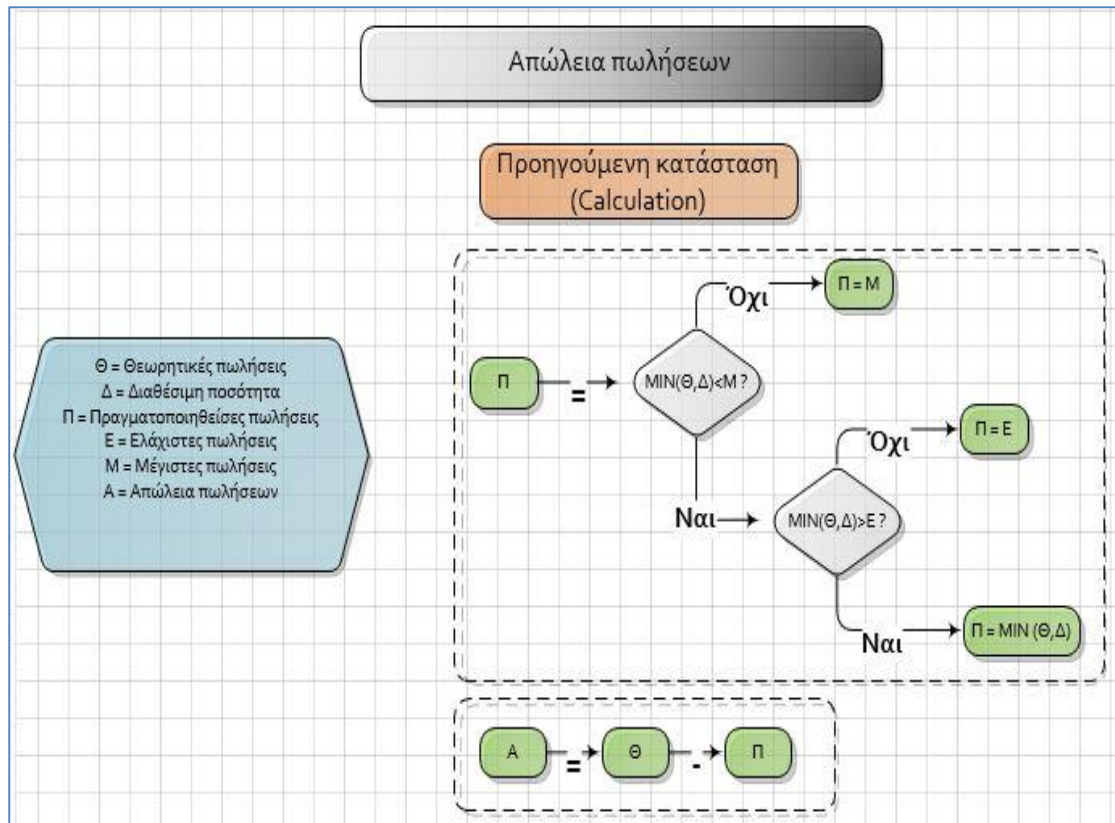 Απώλεια πωλήσεων
Προηγούμενη κατάσταση
(Calculation)
Θ = Θεωρητικές πωλήσεις
Δ = Διαθέσιμη ποσότητα
Π = Πραγματοποιηθείσες πωλήσεις
Ε = Ελάχιστες πωλήσεις
Μ = Μέγιστες πωλήσεις
Α = Απώλεια πωλήσεων
Όχι
Π = Μ
Π
=
MIN(Θ,Δ)<M ?
Όχι
Π = Ε
Ναι
MIN(Θ,Δ)>E ?
Ναι
Π = MIN (Θ,Δ)
Α = Θ - Π